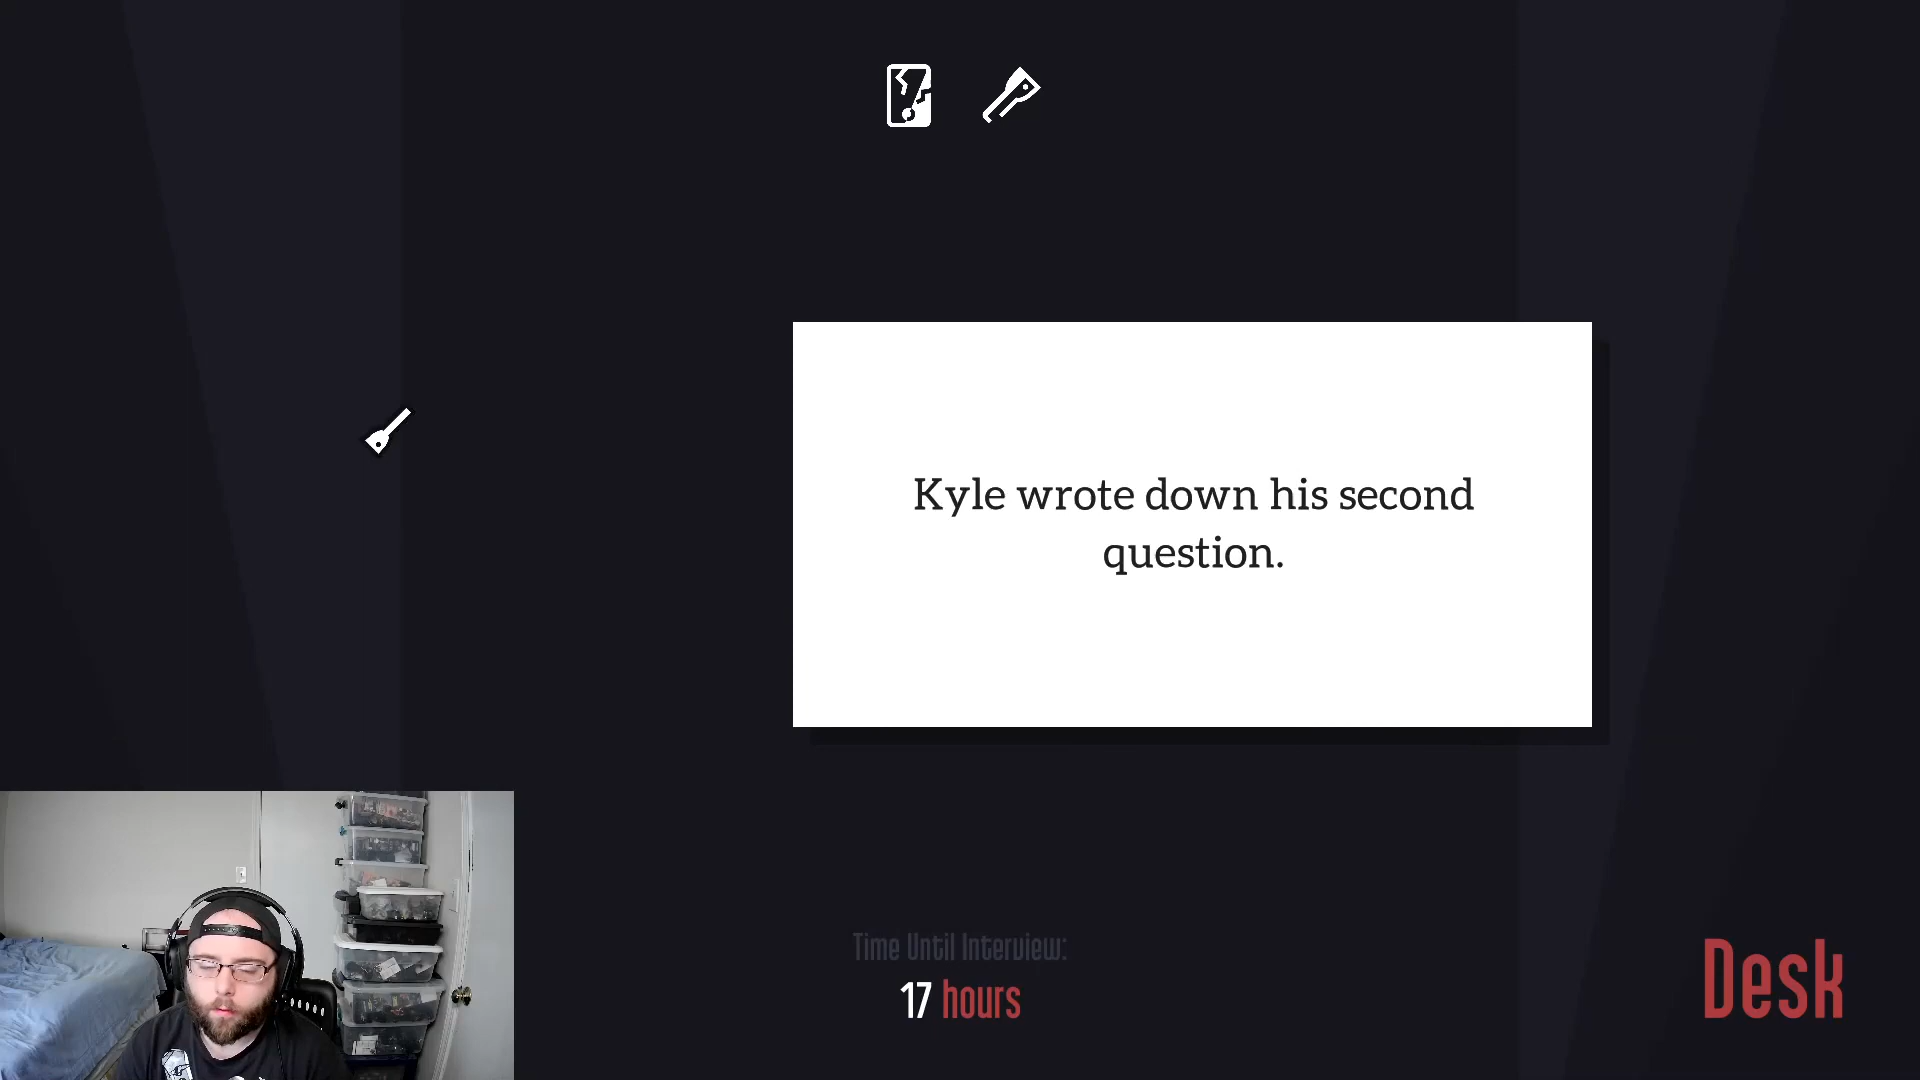 Kyle wrote down his second
question.
Time Until Interview:
17 hours
Desk